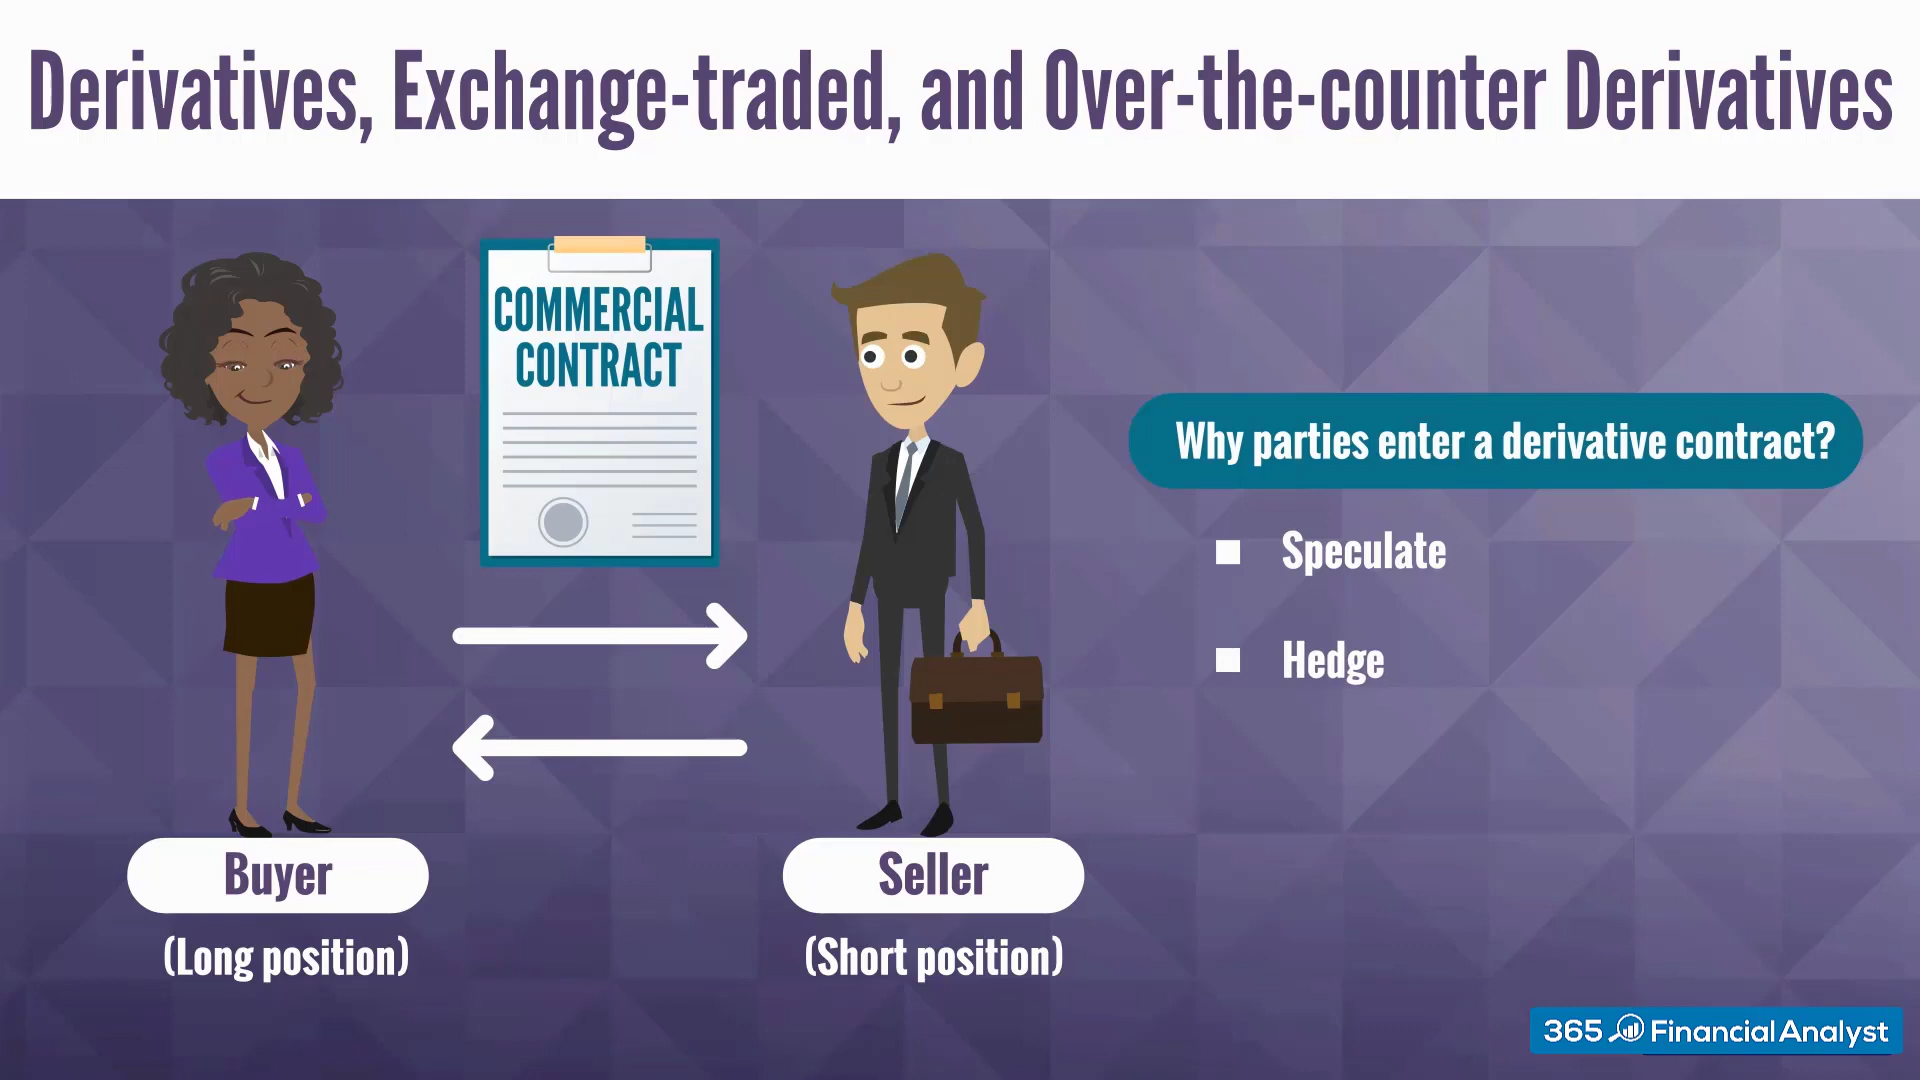 Derivatives, Exchange-traded, and Over-the-counter Derivatives
COMMERCIAL
CONTRACT
Why parties enter a derivative contract?
Speculate
Hedge
Buyer
(Long position)
Seller
(Short position)
365 Financial Analyst